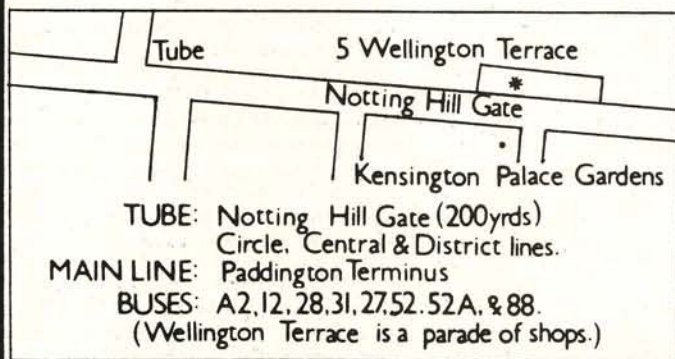 Tube
5 Wellington Terrace
*
Notting Hill Gate
Kensington Palace Gardens
TUBE: Notting Hill Gate (200yrds)
Circle. Central & District lines.
MAIN LINE: Paddington Terminus
BUSES: A2, 12, 28, 31, 27, 52. 52A, & 88.
(Wellington Terrace is a parade of shops.)